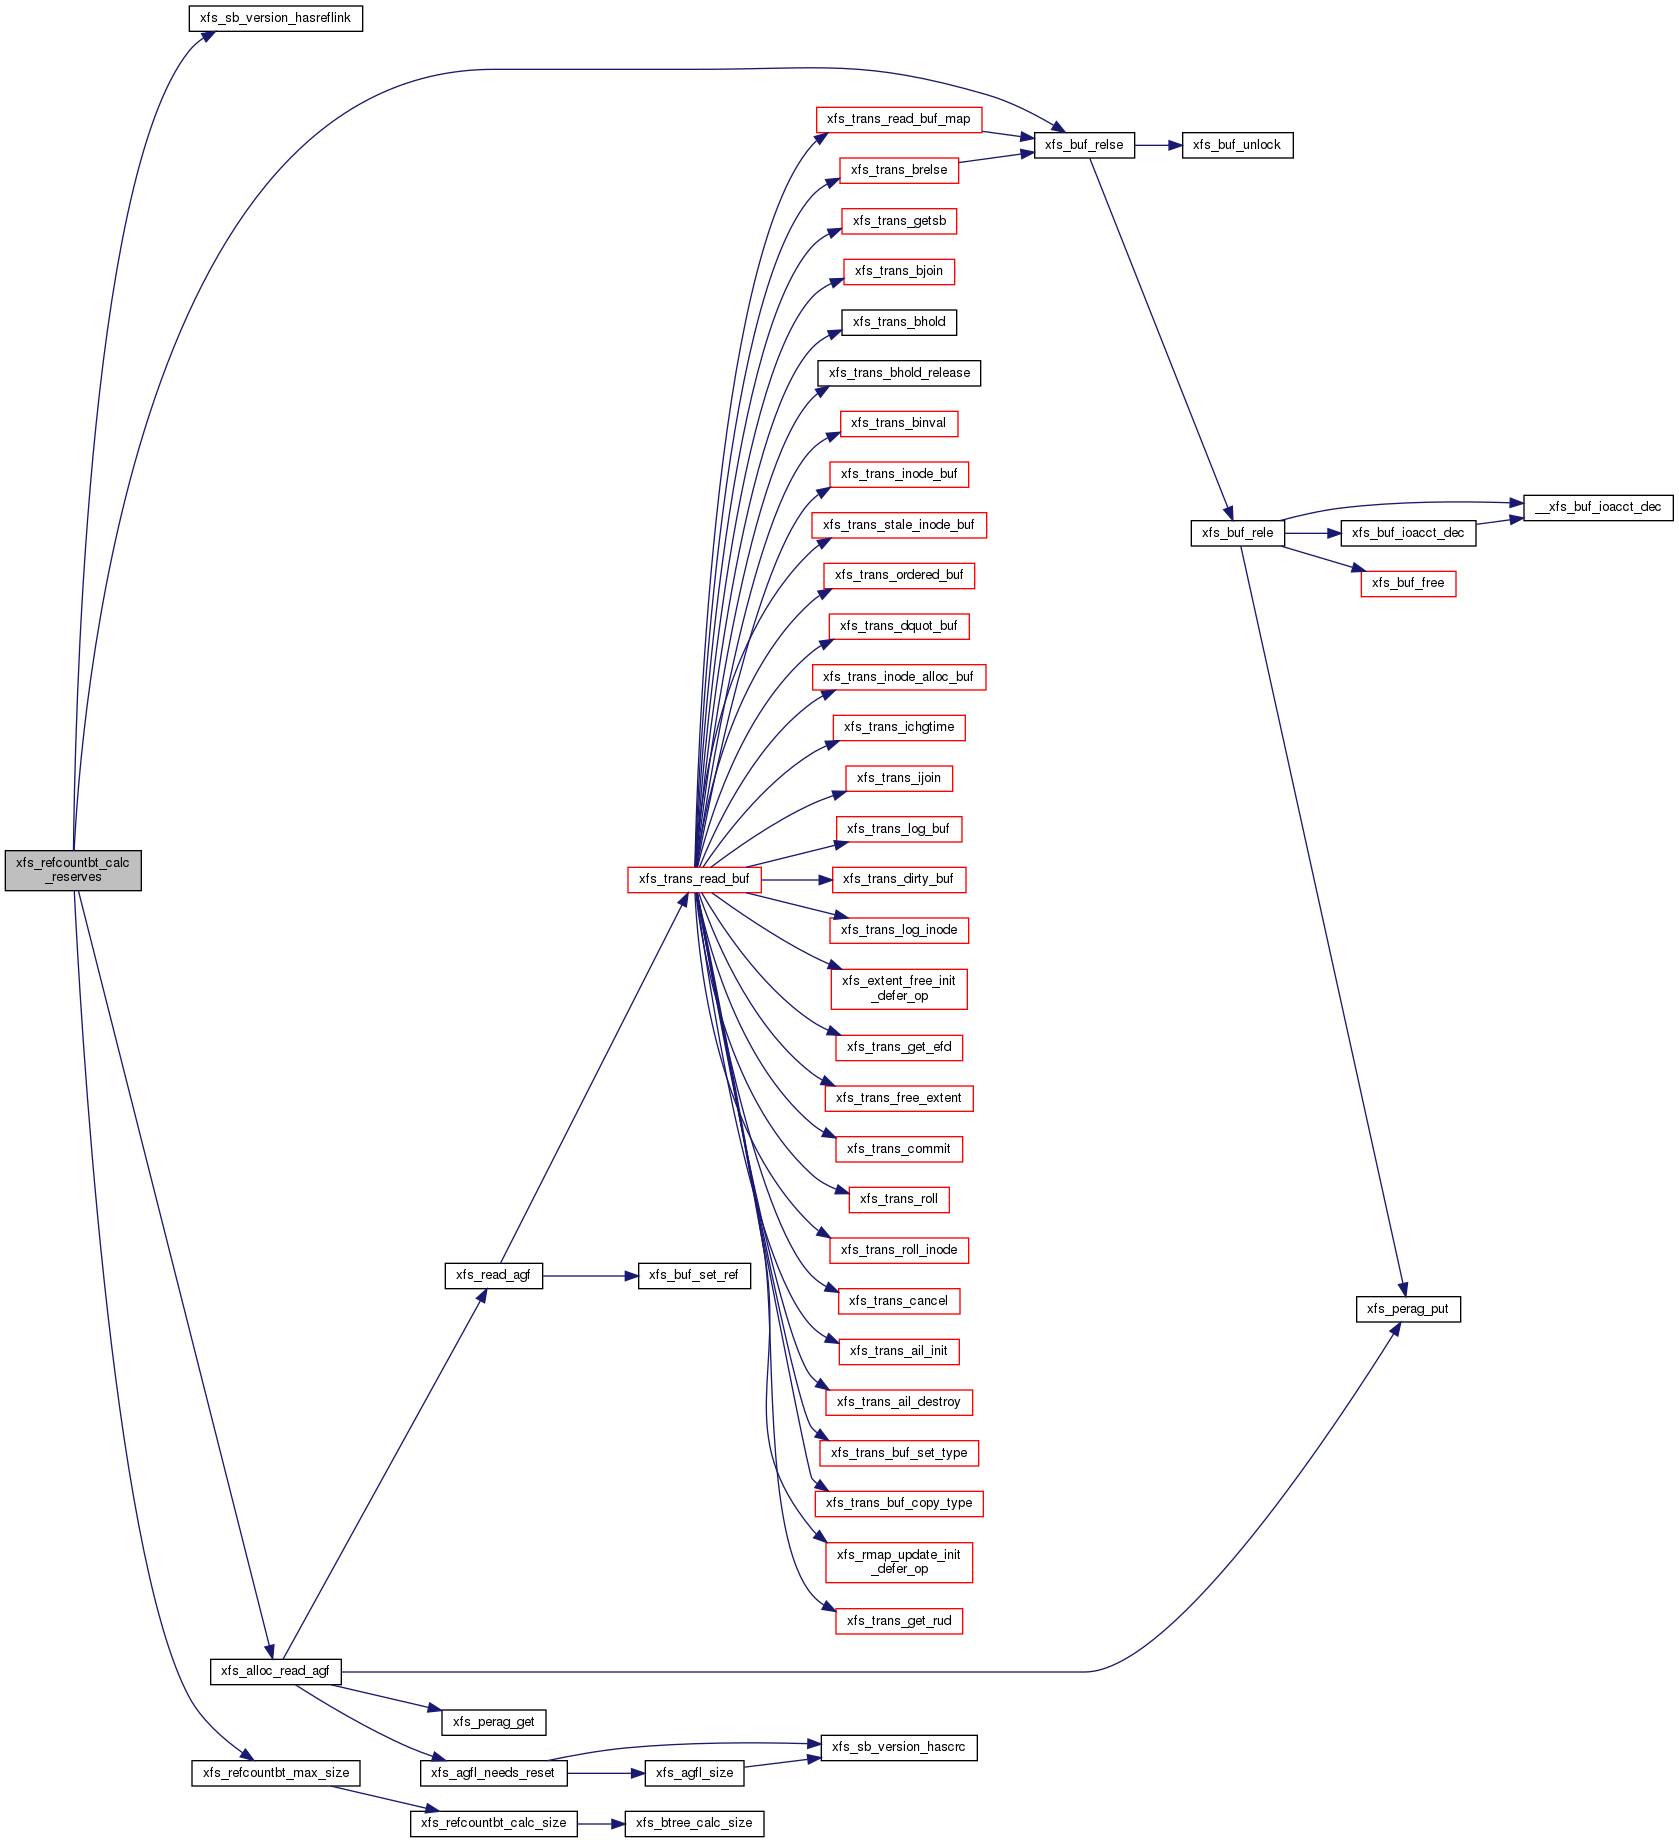 xfs_sb_version_hasreflink
xfs_trans_read_buf_map
xfs_buf_relse
xfs_buf_unlock
xfs_trans_brelse
xfs_trans_getsb
xfs_trans_bjoin
xfs_trans_bhold
xfs_trans_bhold_release
xfs_trans_binval
xfs_trans_inode_buf
xfs_trans_stale_inode_buf
__xfs_buf_ioacct_dec
xfs_buf_rele
xfs_buf_ioacct_dec
xfs_trans_ordered_buf
xfs_buf_free
xfs_trans_dquot_buf
xfs_trans_inode_alloc_buf
xfs_trans_ichgtime
xfs_trans_ijoin
xfs_trans_log_buf
xfs_refcountbt_calc
_reserves
xfs_trans_read_buf
xfs_trans_dirty_buf
xfs_trans_log_inode
xfs_extent_free_init
_defer_op
xfs_trans_get_efd
xfs_trans_free_extent
xfs_trans_commit
xfs_trans_roll
xfs_trans_roll_inode
xfs_read_agf
xfs_buf_set_ref
xfs_trans_cancel
xfs_perag_put
xfs_trans_ail_init
xfs_trans_ail_destroy
xfs_trans_buf_set_type
xfs_trans_buf_copy_type
xfs_rmap_update_init
_defer_op
xfs_trans_get_rud
xfs_alloc_read_agf
xfs_perag_get
xfs_sb_version_hascrc
xfs_refcountbt_max_size
xfs_agfl_needs_reset
xfs_agfl_size
xfs_refcountbt_calc_size
xfs_btree_calc_size